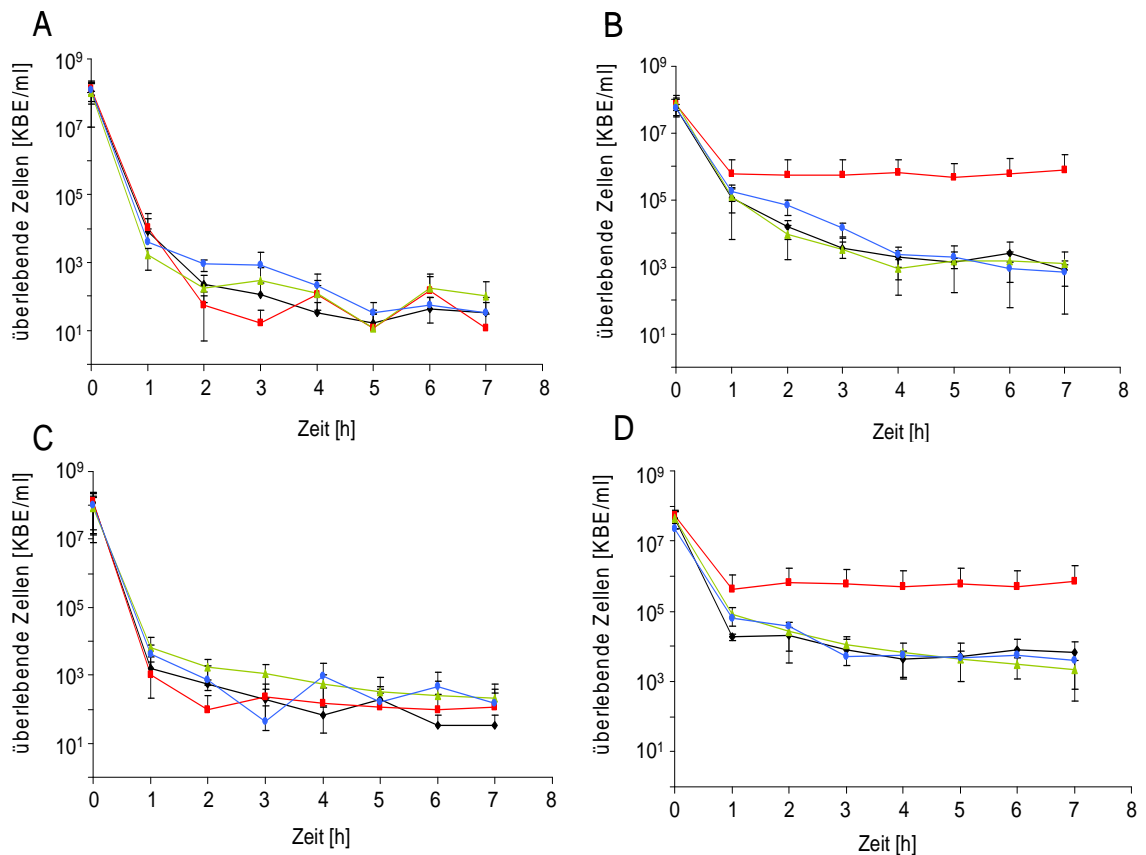 A
überlebende Zellen [KBE/ml]
10⁹
10⁷
10⁵
10³
10¹
0 1 2 3 4 5 6 7 8
Zeit [h]
B
überlebende Zellen [KBE/ml]
10⁹
10⁷
10⁵
10³
10¹
0 1 2 3 4 5 6 7 8
Zeit [h]
C
überlebende Zellen [KBE/ml]
10⁹
10⁷
10⁵
10³
10¹
0 1 2 3 4 5 6 7 8
Zeit [h]
D
überlebende Zellen [KBE/ml]
10⁹
10⁷
10⁵
10³
10¹
0 1 2 3 4 5 6 7 8
Zeit [h]